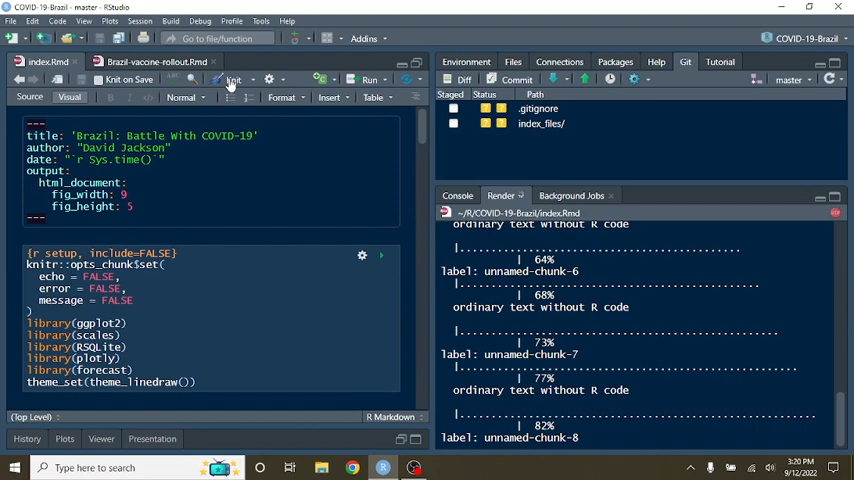 COVID-19-Brazil - master - RStudio
File Edit Code View Plots Session Build Debug Profile Tools Help
Go to file/function
Addins
COVID-19-Brazil
index.Rmd
Brazil-vaccine-rollout.Rmd
Knit on Save
ABC
Knit
Run
Source Visual B I Normal Format Insert Table
---
title: 'Brazil: Battle With COVID-19'
author: "David Jackson"
date: "`r Sys.time()`"
output:
html_document:
fig_width: 9
fig_height: 5
---
{r setup, include=FALSE}
knitr::opts_chunk$set(
echo = FALSE,
error = FALSE,
message = FALSE
)
library(ggplot2)
library(scales)
library(RSQLite)
library(plotly)
library(forecast)
theme_set(theme_linedraw())
(Top Level)
R Markdown
History Plots Viewer Presentation
Environment Files Connections Packages Help Git Tutorial
Diff Commit master
Staged Status Path
? ? .gitignore
? ? index_files/
Console Render Background Jobs
~/R/COVID-19-Brazil/index.Rmd
ordinary text without R code
|.............................................
| 64%
label: unnamed-chunk-6
|................................................
| 68%
ordinary text without R code
|...................................................
| 73%
label: unnamed-chunk-7
|......................................................
| 77%
ordinary text without R code
|.........................................................
| 82%
label: unnamed-chunk-8
Type here to search
3:20 PM
9/12/2022